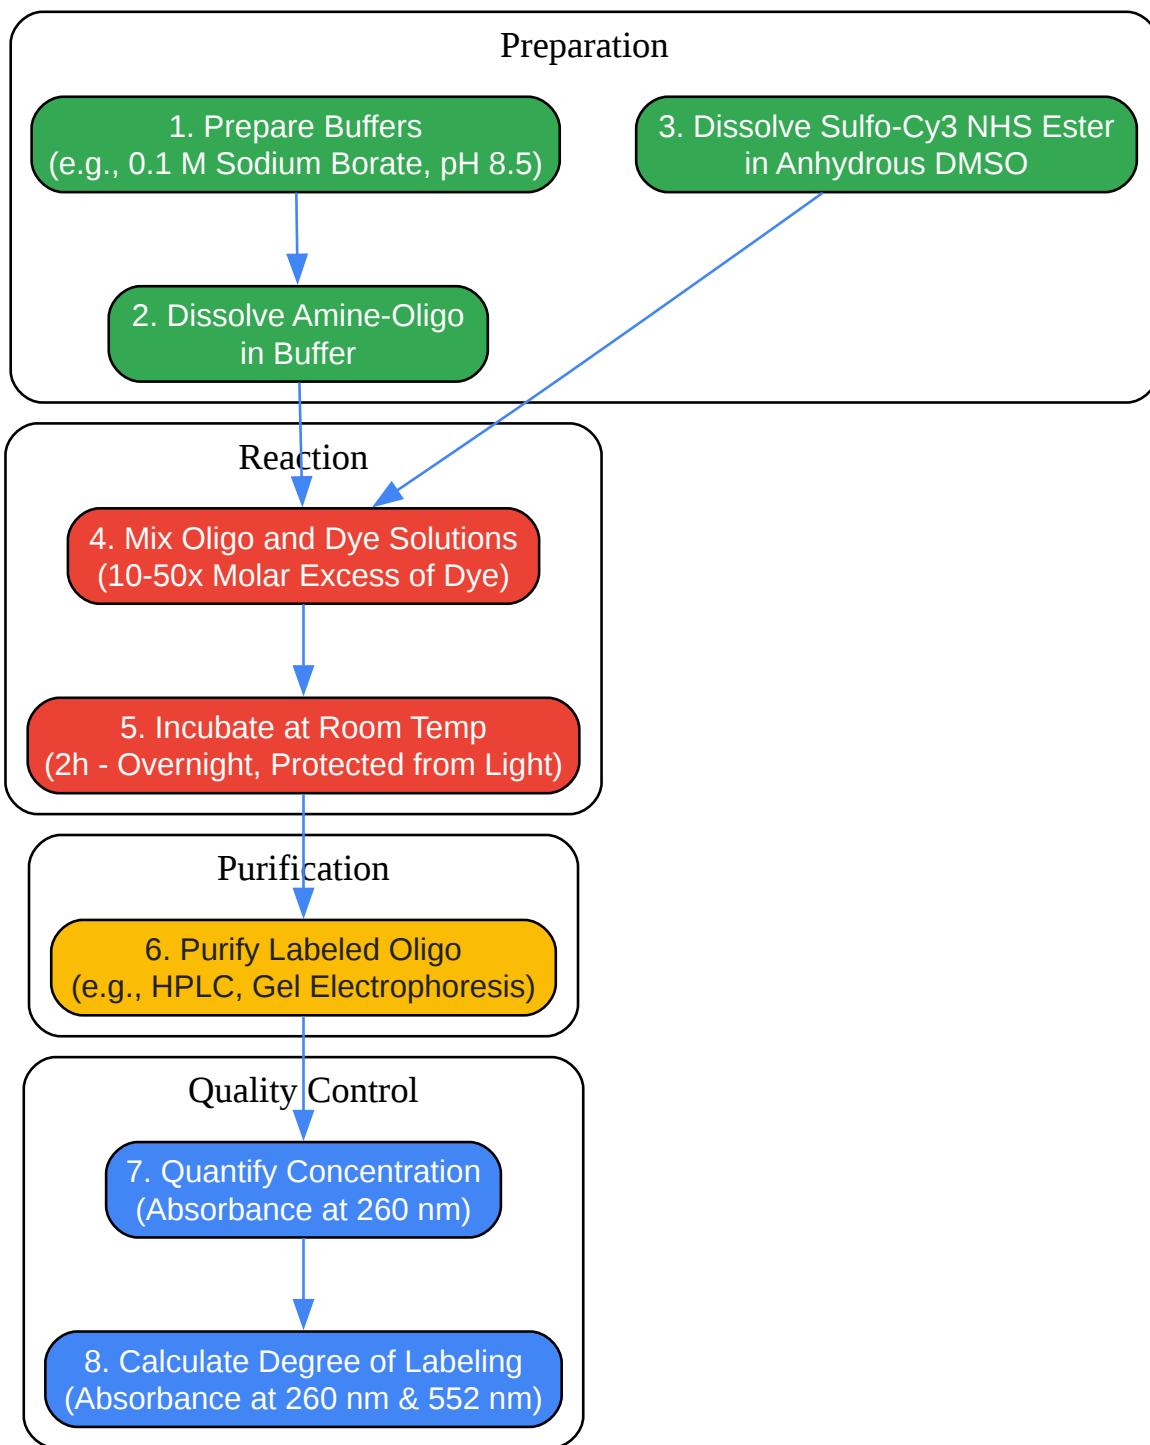 Preparation
1. Prepare Buffers
(e.g., 0.1 M Sodium Borate, pH 8.5)
3. Dissolve Sulfo-Cy3 NHS Ester
in Anhydrous DMSO
2. Dissolve Amine-Oligo
in Buffer
Reaction
4. Mix Oligo and Dye Solutions
(10-50x Molar Excess of Dye)
5. Incubate at Room Temp
(2h - Overnight, Protected from Light)
Purification
6. Purify Labeled Oligo
(e.g., HPLC, Gel Electrophoresis)
Quality Control
7. Quantify Concentration
(Absorbance at 260 nm)
8. Calculate Degree of Labeling
(Absorbance at 260 nm & 552 nm)